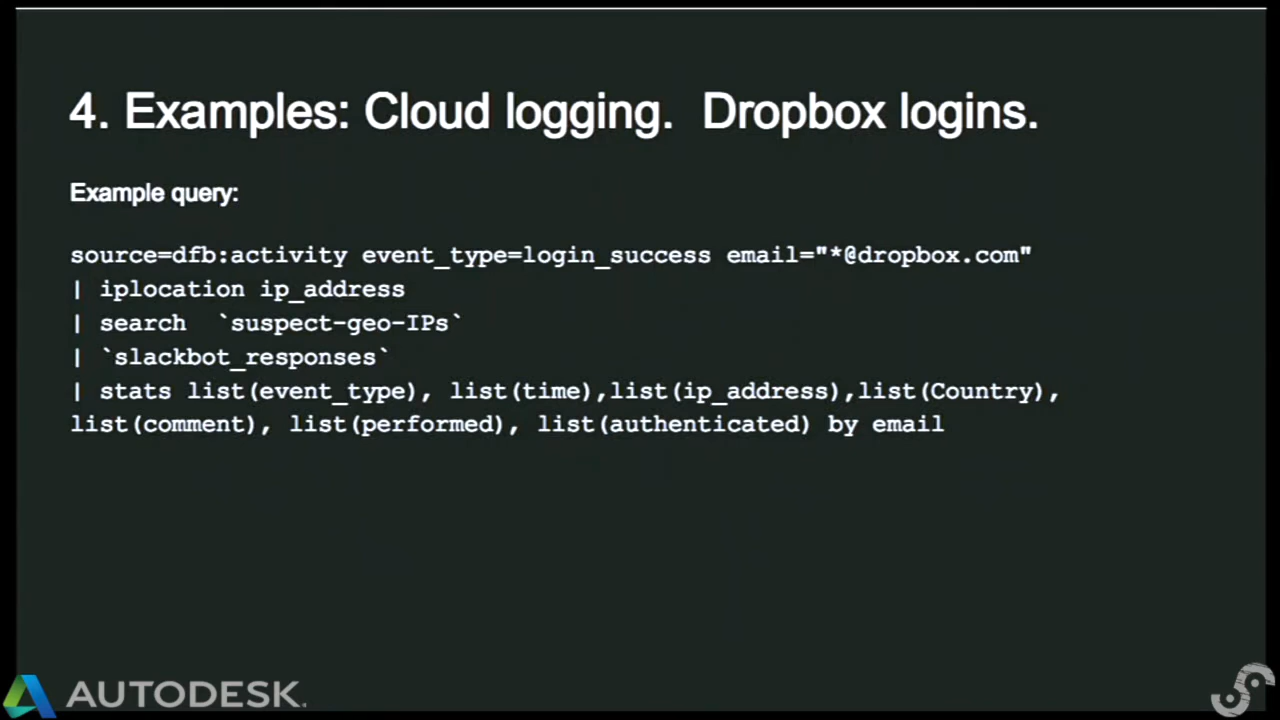 4. Examples: Cloud logging.  Dropbox logins.
Example query:
source=dfb:activity event_type=login_success email="*@dropbox.com"
| iplocation ip_address
| search  `suspect-geo-IPs`
| `slackbot_responses`
| stats list(event_type), list(time),list(ip_address),list(Country),
list(comment), list(performed), list(authenticated) by email
AUTODESK.